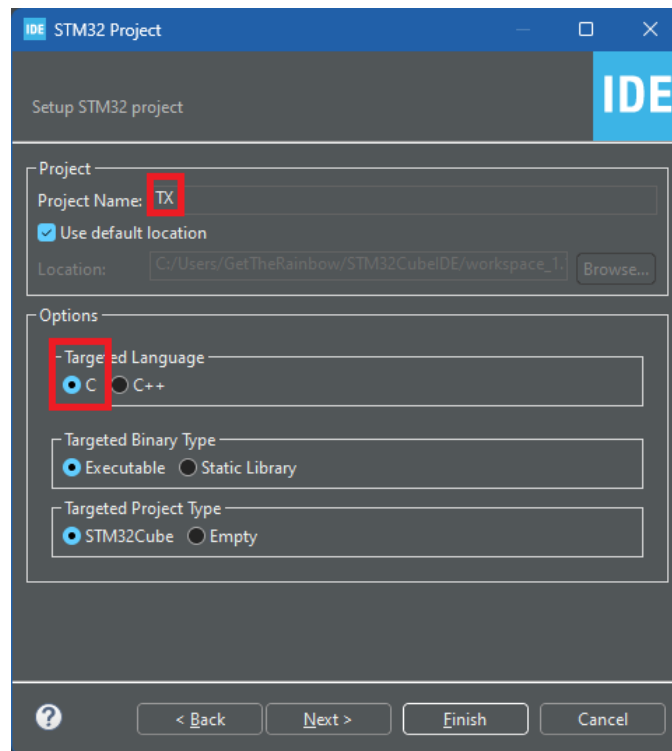 IDE STM32 Project
Setup STM32 project
IDE
Project
Project Name: TX
Use default location
Location: C:/Users/GetTheRainbow/STM32CubeIDE/workspace_1. Browse...
Options
Targeted Language
C C++
Targeted Binary Type
Executable Static Library
Targeted Project Type
STM32Cube Empty
? < Back Next > Finish Cancel